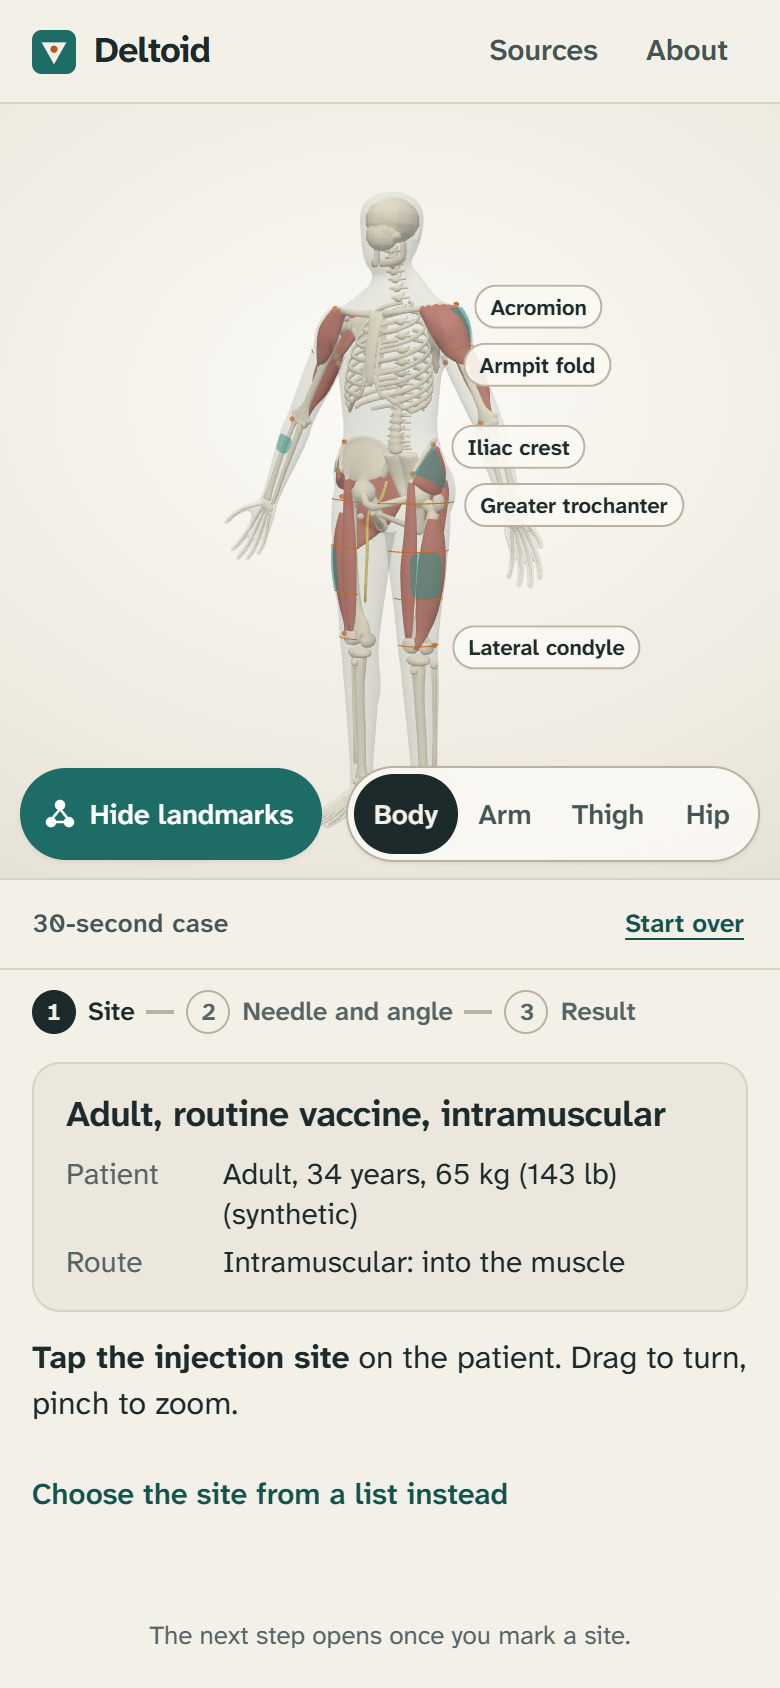 Deltoid
Sources
About
Acromion
Armpit fold
Iliac crest
Greater trochanter
Lateral condyle
Hide landmarks
Body
Arm
Thigh
Hip
30-second case
Start over
1 Site
2 Needle and angle
3 Result
Adult, routine vaccine, intramuscular
Patient
Adult, 34 years, 65 kg (143 lb)
(synthetic)
Route
Intramuscular: into the muscle
Tap the injection site on the patient. Drag to turn,
pinch to zoom.
Choose the site from a list instead
The next step opens once you mark a site.